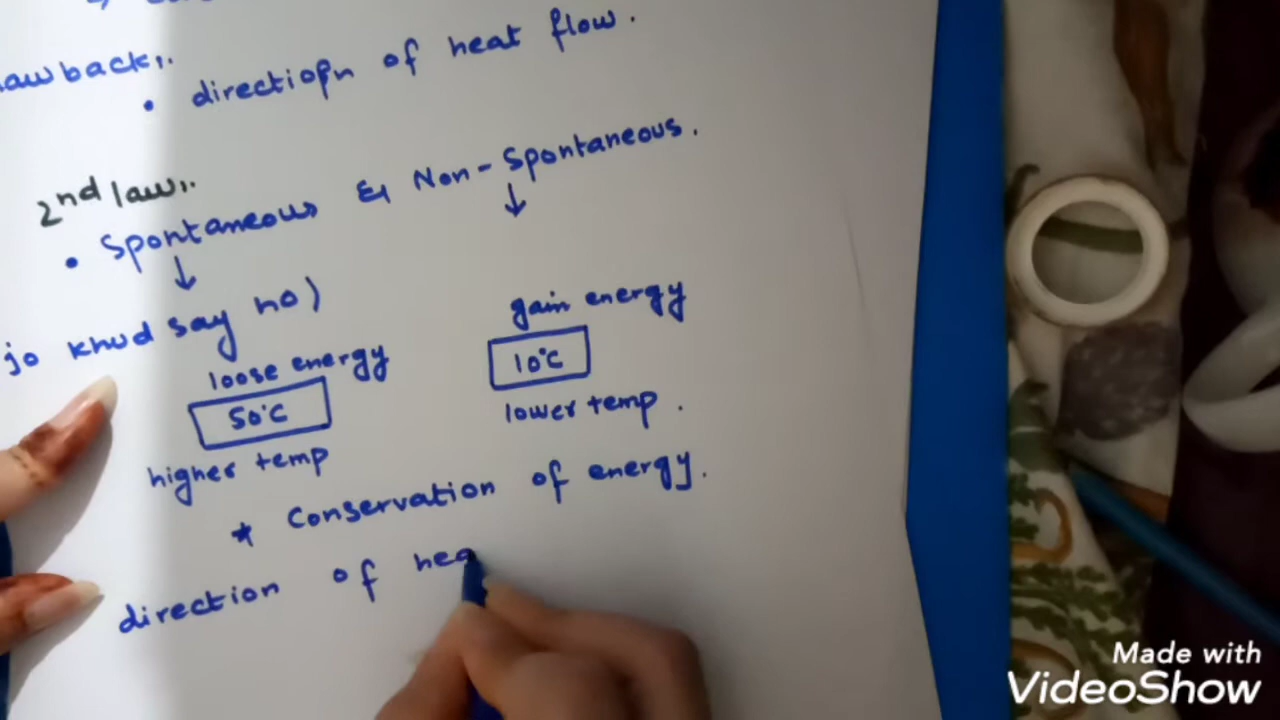 awback:.
• directiopn of heat flow.
2nd law:.
• Spontaneous & Non-Spontaneous.
↓ ↓
jo khud say ho)
loose energy
50°C
higher temp
gain energy
10°C
lower temp.
* Conservation of energy.
direction of hea
Made with
VideoShow